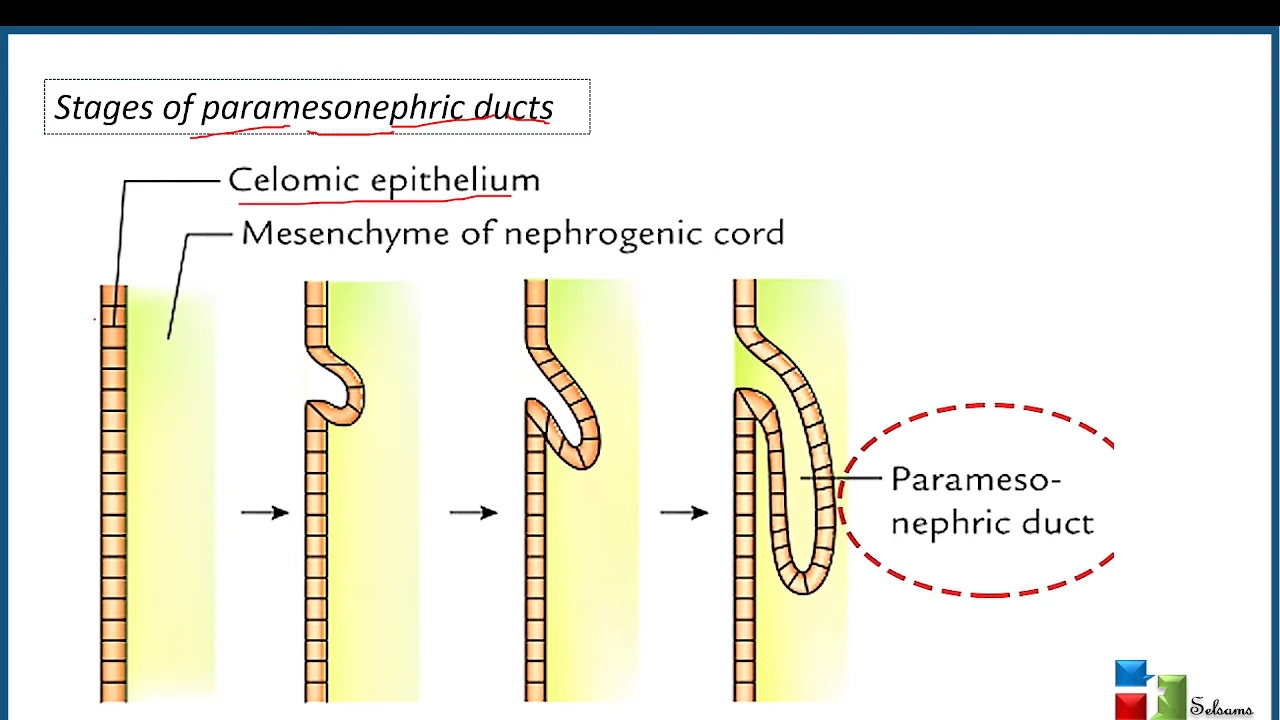 Stages of paramesonephric ducts
Celomic epithelium
Mesenchyme of nephrogenic cord
Parameso-
nephric duct
Selsams